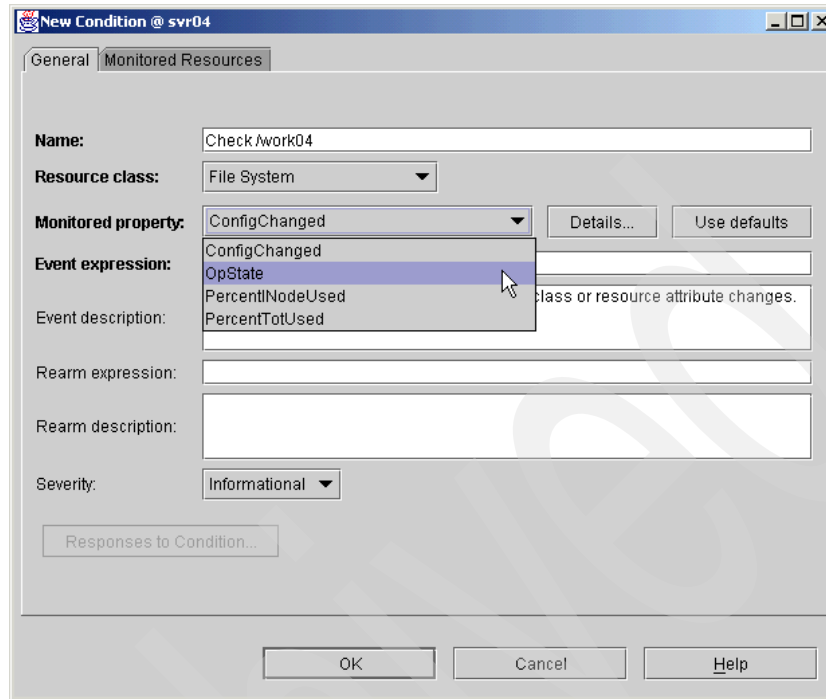 New Condition @ svr04
General Monitored Resources
Name: Check /work04
Resource class: File System
Monitored property: ConfigChanged Details... Use defaults
ConfigChanged
Event expression:
OpState
PercentINodeUsed class or resource attribute changes.
Event description:
PercentTotUsed
Rearm expression:
Rearm description:
Severity: Informational
Responses to Condition...
OK Cancel Help